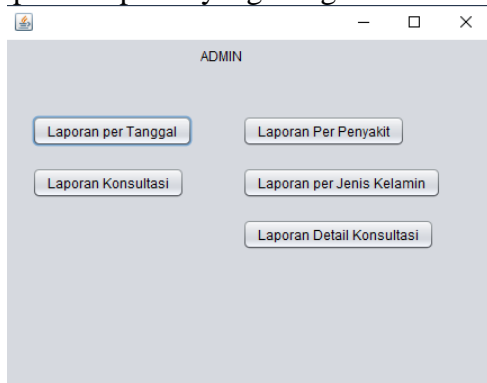 ADMIN
Laporan per Tanggal
Laporan Per Penyakit
Laporan Konsultasi
Laporan per Jenis Kelamin
Laporan Detail Konsultasi